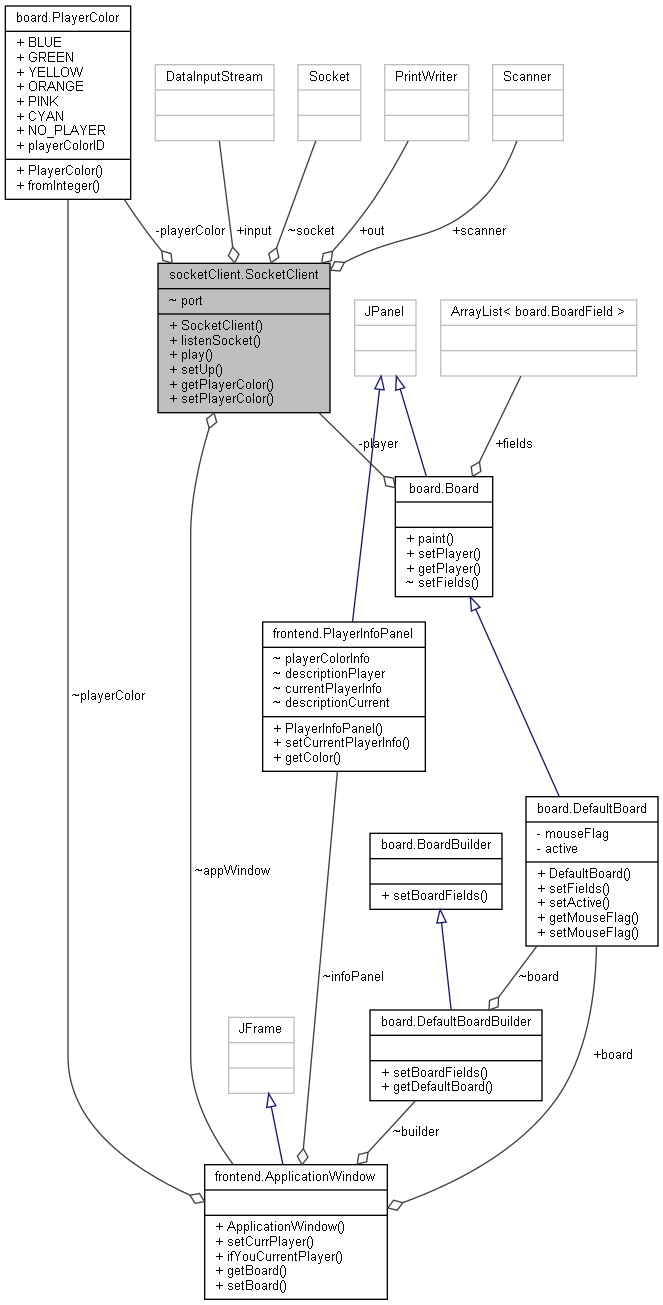 board.PlayerColor
+ BLUE
+ GREEN
+ YELLOW
+ ORANGE
+ PINK
+ CYAN
+ NO_PLAYER
+ playerColorID
+ PlayerColor()
+ fromInteger()
DataInputStream
Socket
PrintWriter
Scanner
-playerColor
+input
~socket
+out
+scanner
socketClient.SocketClient
~ port
+ SocketClient()
+ listenSocket()
+ play()
+ setUp()
+ getPlayerColor()
+ setPlayerColor()
JPanel
ArrayList< board.BoardField >
-player
+fields
board.Board
+ paint()
+ setPlayer()
+ getPlayer()
~ setFields()
frontend.PlayerInfoPanel
~ playerColorInfo
~ descriptionPlayer
~ currentPlayerInfo
~ descriptionCurrent
+ PlayerInfoPanel()
+ setCurrentPlayerInfo()
+ getColor()
~playerColor
board.DefaultBoard
- mouseFlag
- active
+ DefaultBoard()
+ setFields()
+ setActive()
+ getMouseFlag()
+ setMouseFlag()
board.BoardBuilder
+ setBoardFields()
~appWindow
~infoPanel
~board
board.DefaultBoardBuilder
+ setBoardFields()
+ getDefaultBoard()
JFrame
+board
~builder
frontend.ApplicationWindow
+ ApplicationWindow()
+ setCurrPlayer()
+ ifYouCurrentPlayer()
+ getBoard()
+ setBoard()